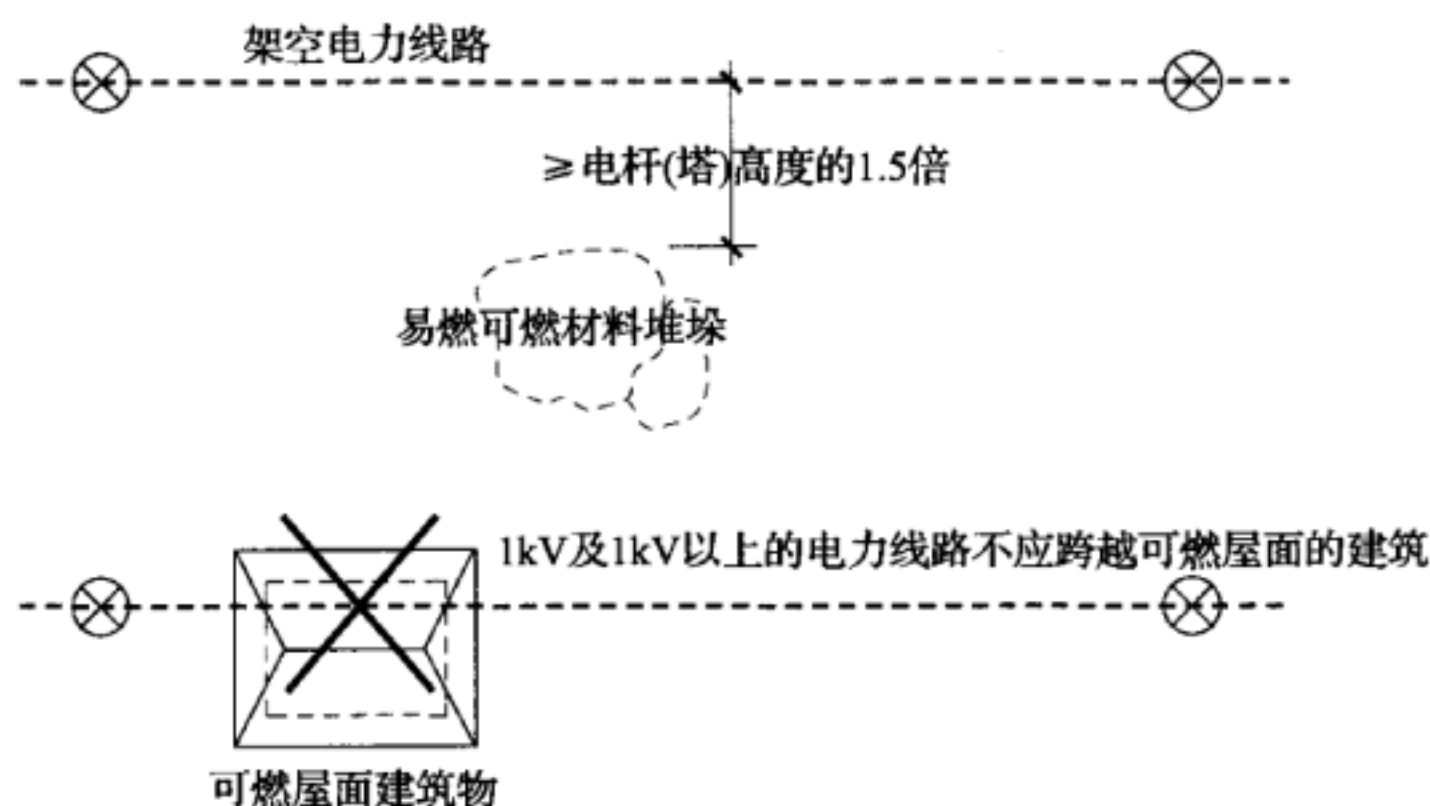 架空电力线路
≥电杆(塔)高度的1.5倍
易燃可燃材料堆垛
1kV及1kV以上的电力线路不应跨越可燃屋面的建筑
可燃屋面建筑物